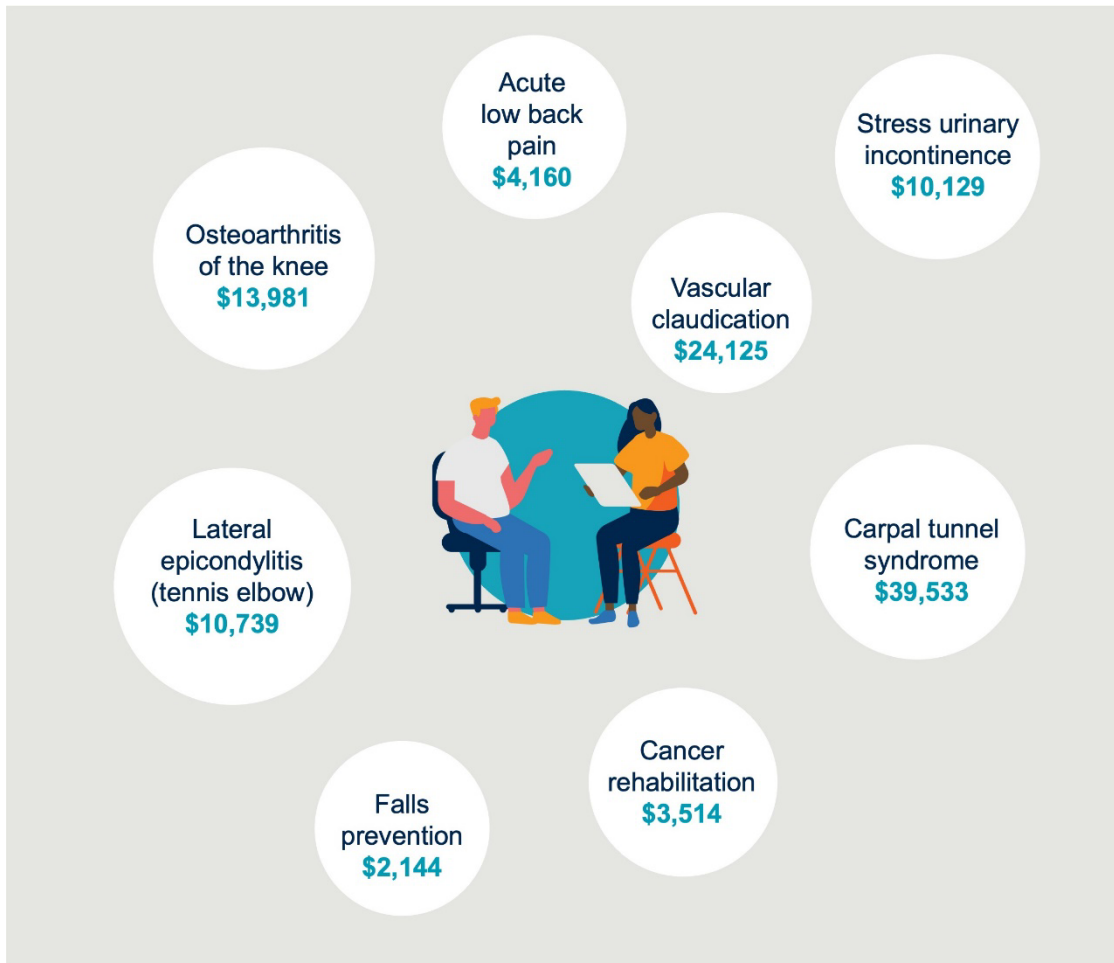 Acute
low back
pain
$4,160
Stress urinary
incontinence
$10,129
Osteoarthritis
of the knee
$13,981
Vascular
claudication
$24,125
Lateral
epicondylitis
(tennis elbow)
$10,739
Carpal tunnel
syndrome
$39,533
Cancer
rehabilitation
$3,514
Falls
prevention
$2,144